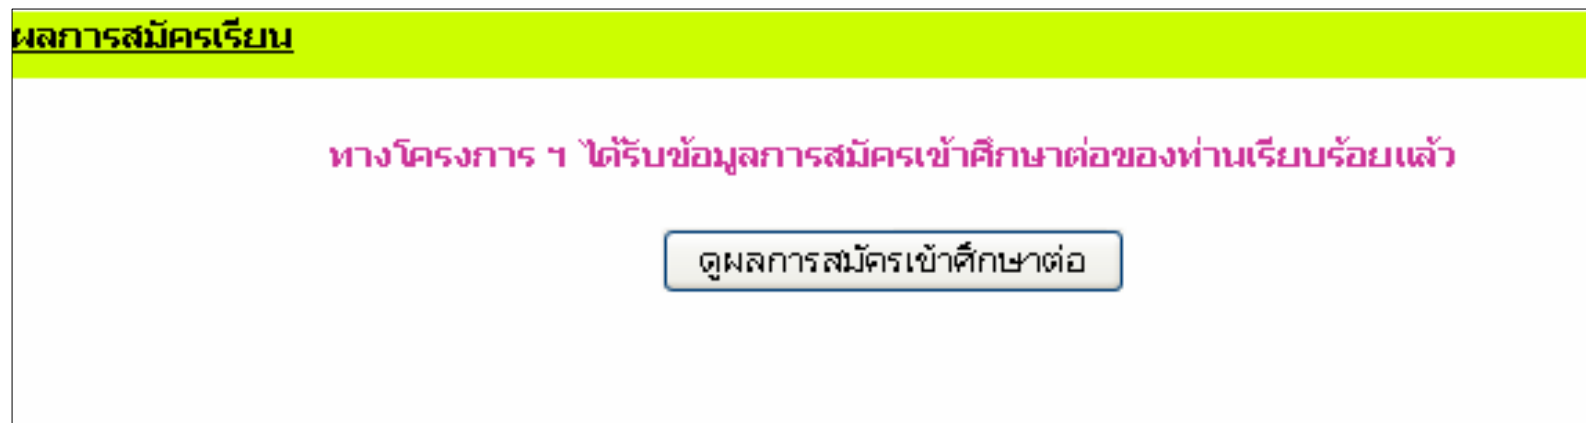 ผลการสมัครเรียน
ทางโครงการ ฯ ได้รับข้อมูลการสมัครเข้าศึกษาต่อของท่านเรียบร้อยแล้ว
ดูผลการสมัครเข้าศึกษาต่อ